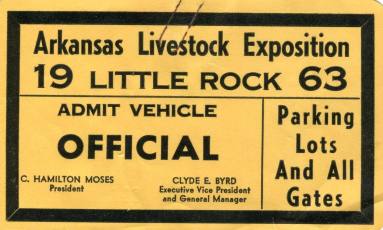 Arkansas Livestock Exposition
19 LITTLE ROCK 63
ADMIT VEHICLE
OFFICIAL
C. HAMILTON MOSES
President
CLYDE E. BYRD
Executive Vice President
and General Manager
Parking
Lots
And All
Gates